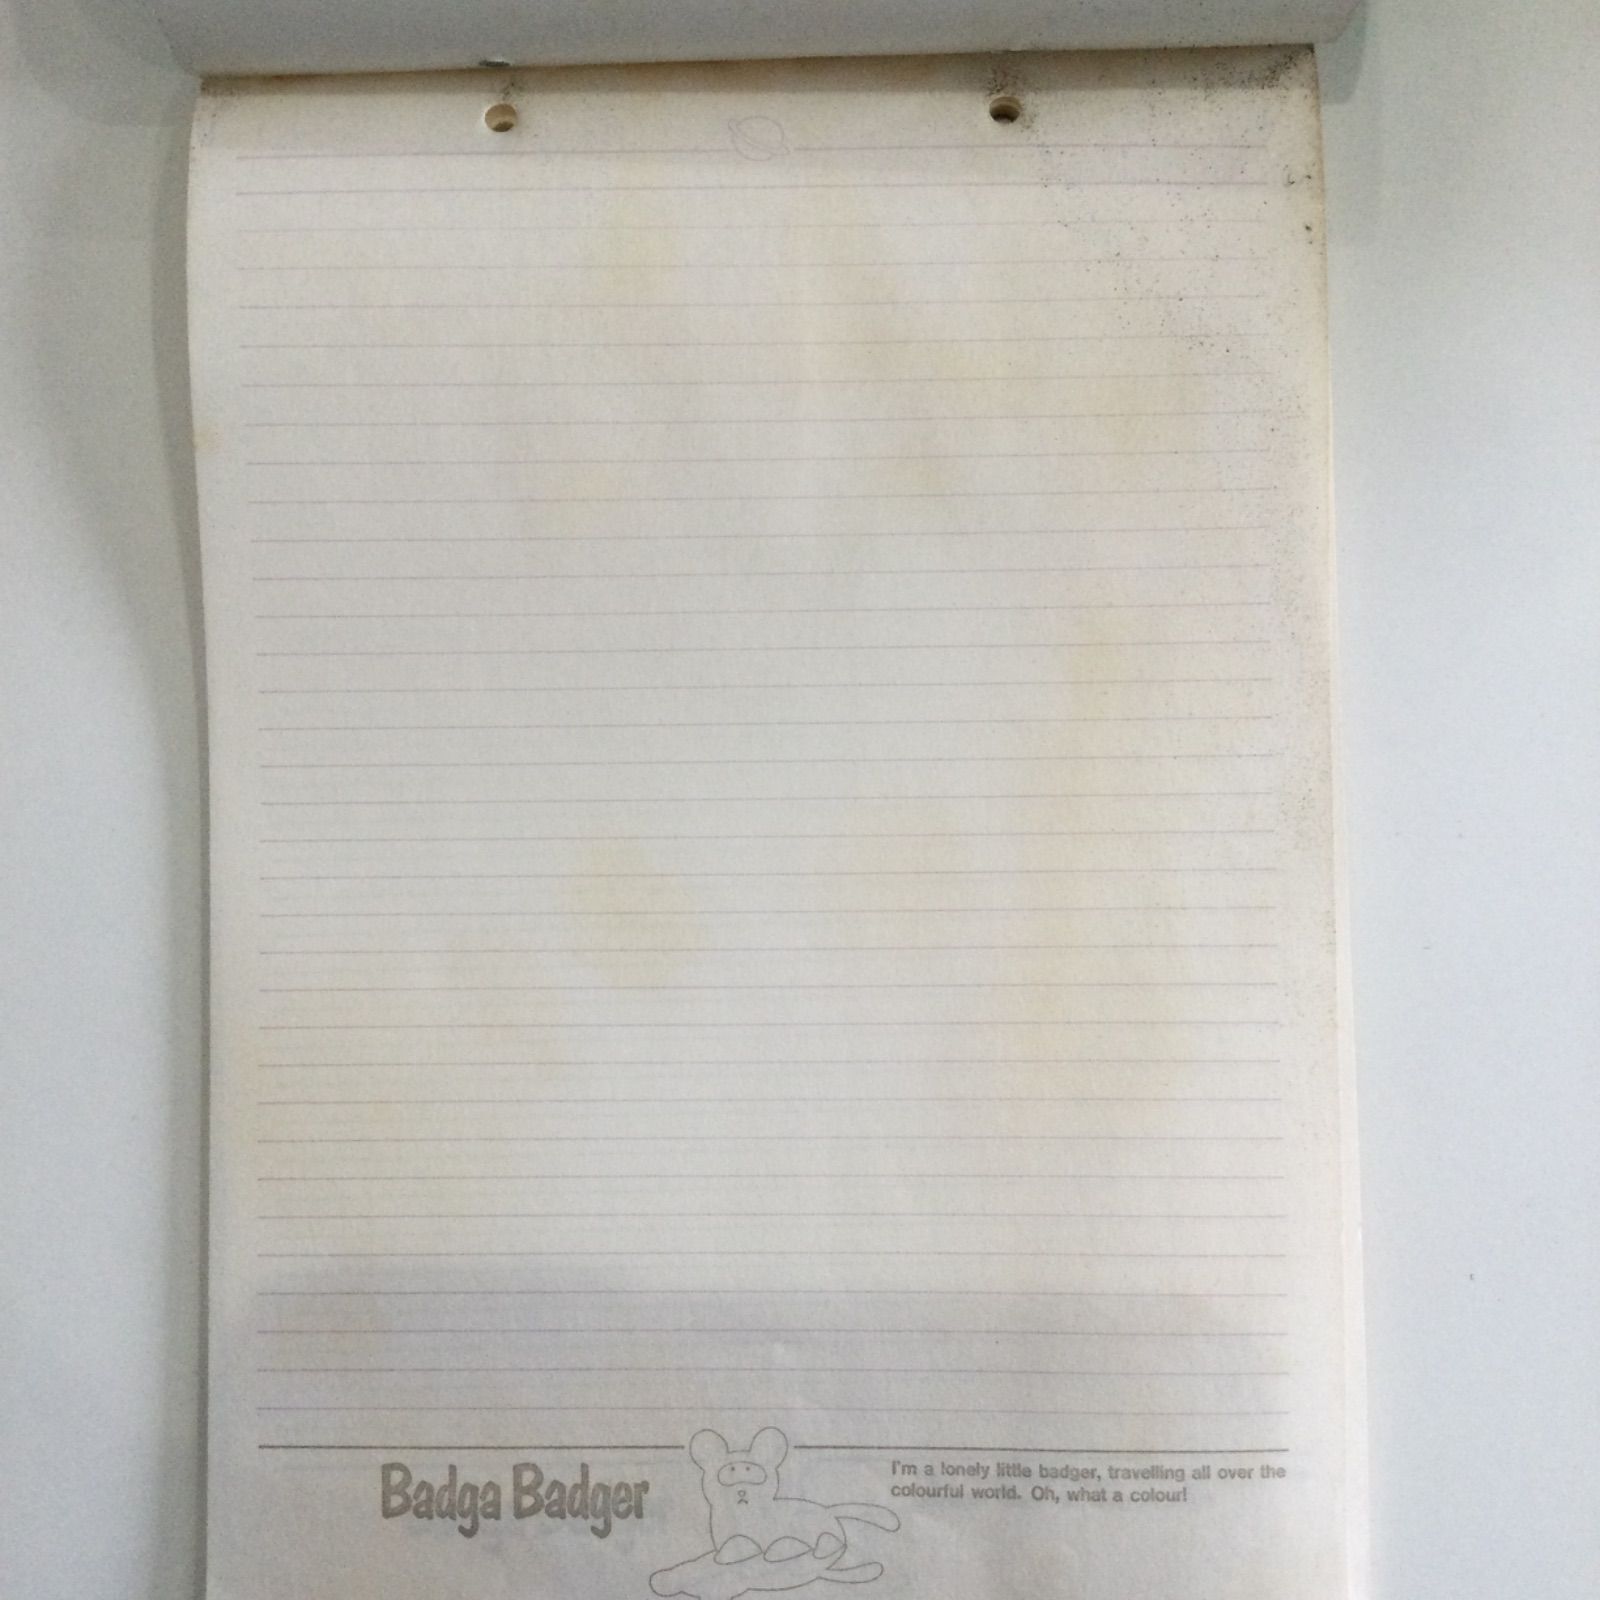 Badga Badger
I'm a lonely little badger, travelling all over the
colourful world. Oh, what a colour!